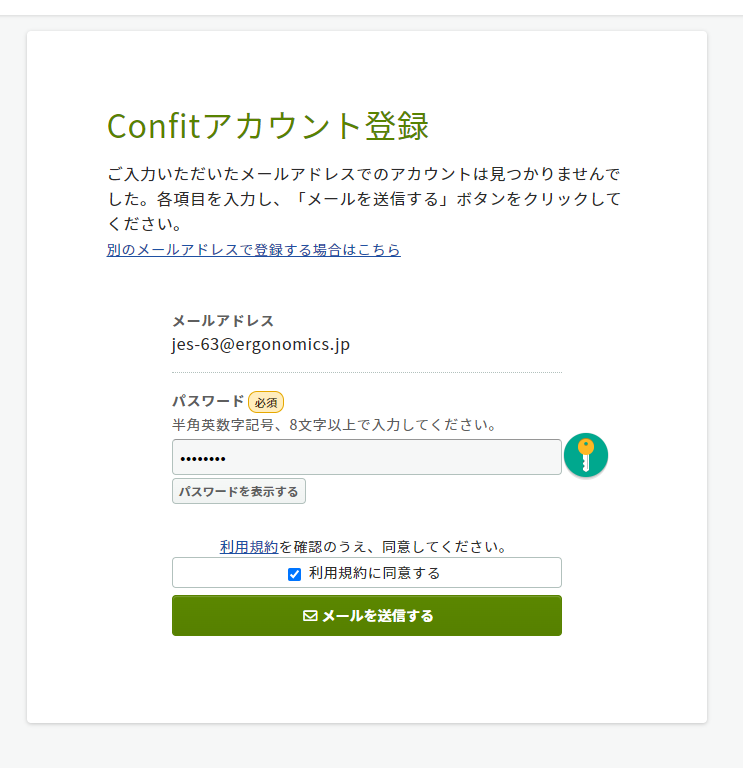 Confitアカウント登録
ご入力いただいたメールアドレスでのアカウントは見つかりませんで
した。各項目を入力し、「メールを送信する」ボタンをクリックして
ください。
別のメールアドレスで登録する場合はこちら
メールアドレス
jes-63@ergonomics.jp
パスワード 必須
半角英数字記号、8文字以上で入力してください。
••••••••
パスワードを表示する
利用規約を確認のうえ、同意してください。
利用規約に同意する
メールを送信する